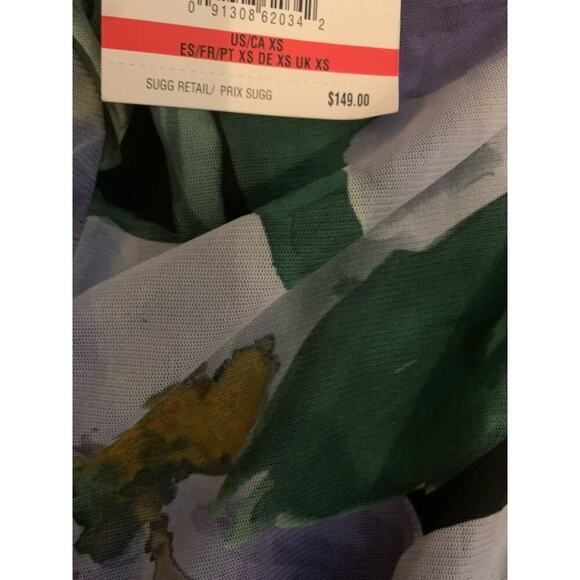 0 91308 62034 2
US/CA XS
ES/FR/PT XS DE XS UK XS
SUGG RETAIL/ PRIX SUGG $149.00